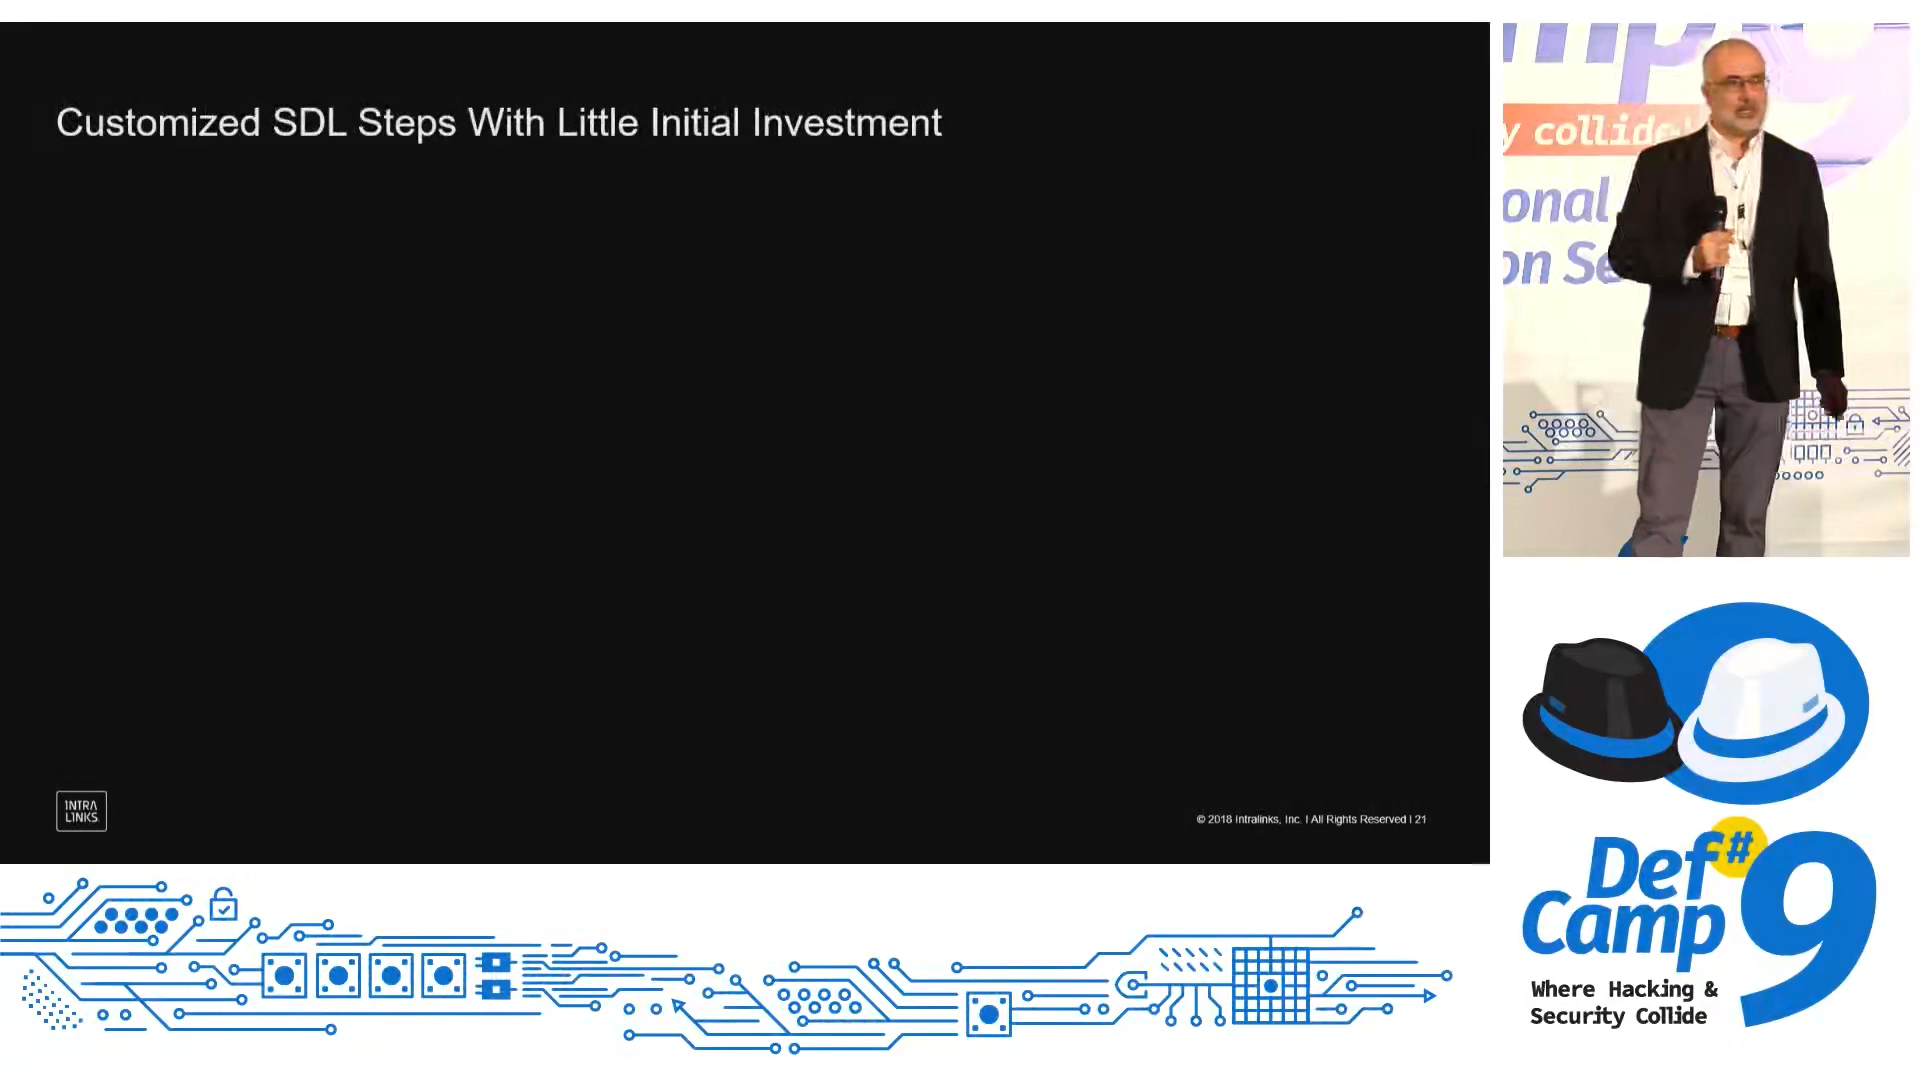 Customized SDL Steps With Little Initial Investment
INTRA
LINKS
© 2018 Intralinks, Inc. I All Rights Reserved I 21
y collide
onal
on Se
Def
#
Camp
9
Where Hacking &
Security Collide